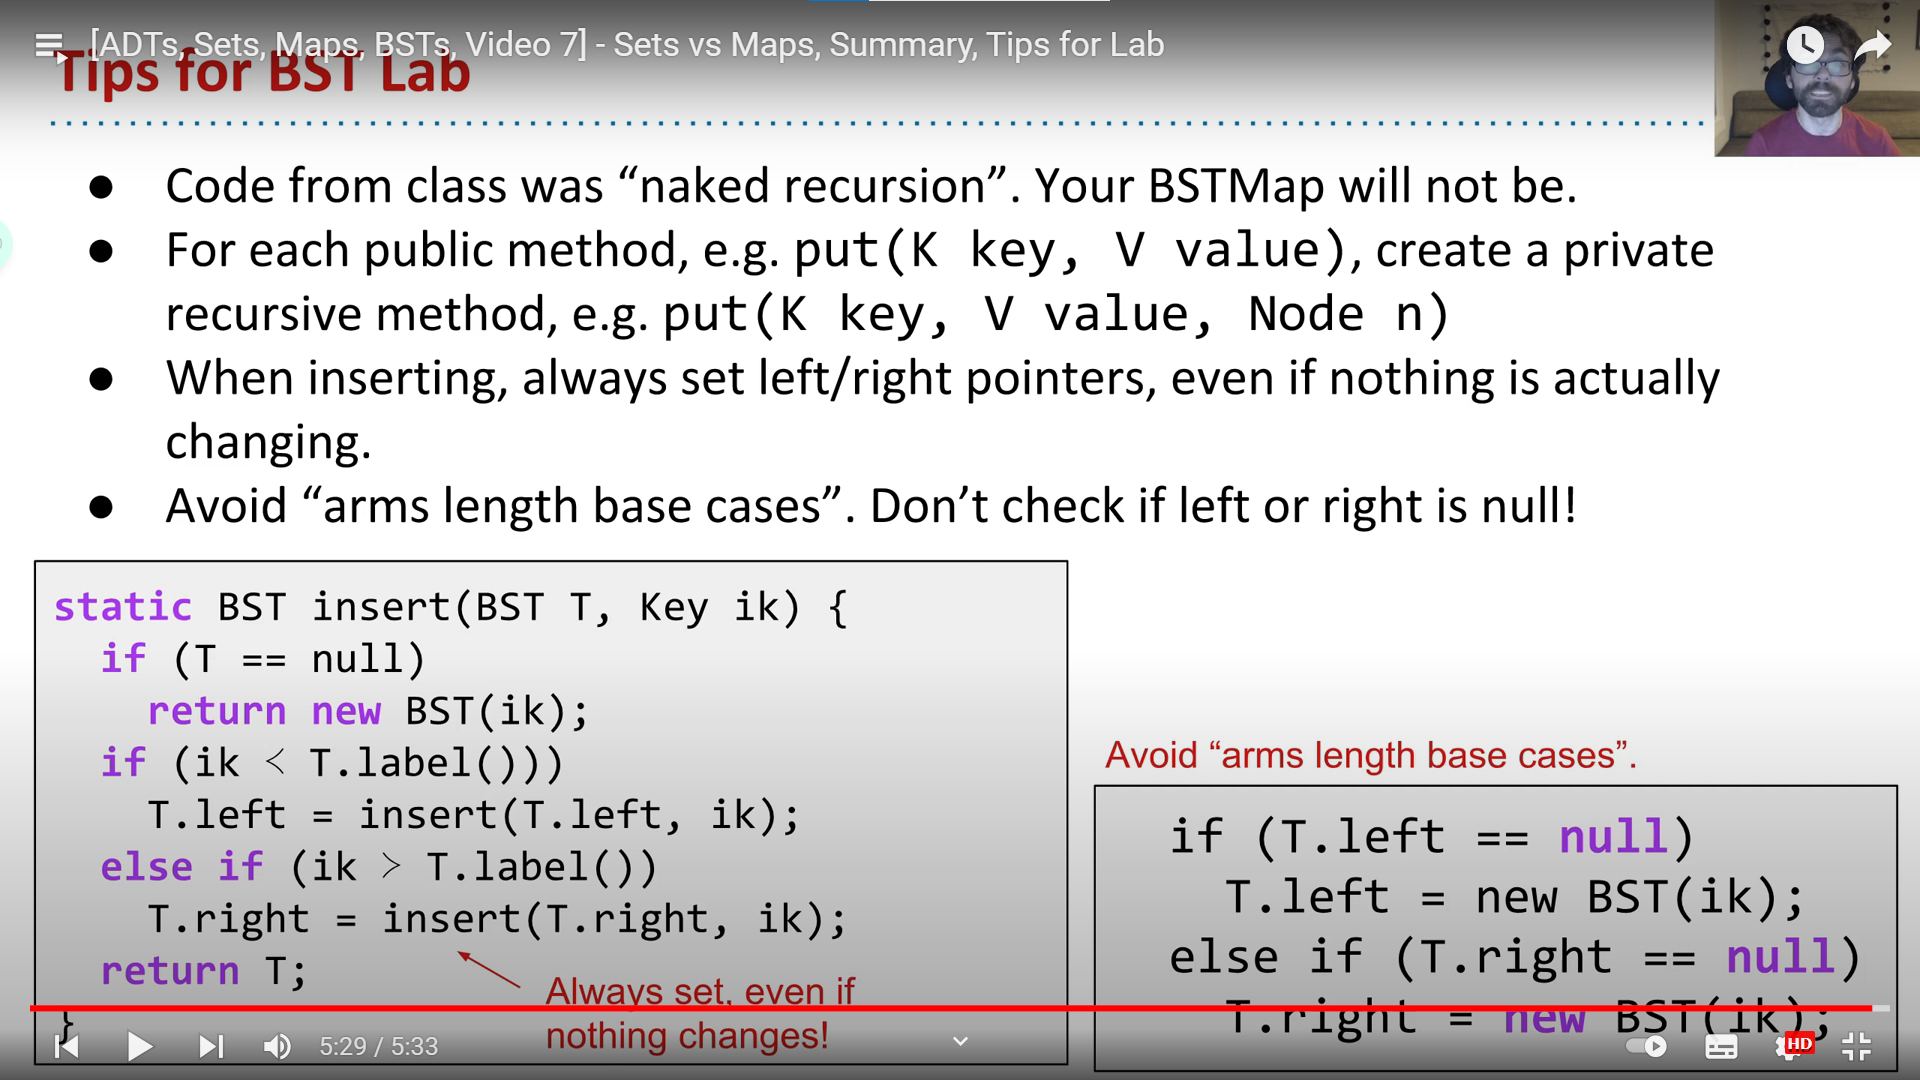 [ADTs, Sets, Maps, BSTs, Video 7] - Sets vs Maps, Summary, Tips for Lab
Tips for BST Lab
● Code from class was “naked recursion”. Your BSTMap will not be.
● For each public method, e.g. put(K key, V value), create a private
recursive method, e.g. put(K key, V value, Node n)
● When inserting, always set left/right pointers, even if nothing is actually
changing.
● Avoid “arms length base cases”. Don’t check if left or right is null!
static BST insert(BST T, Key ik) {
if (T == null)
return new BST(ik);
if (ik < T.label()))
T.left = insert(T.left, ik);
else if (ik > T.label())
T.right = insert(T.right, ik);
return T;
}
Always set, even if
nothing changes!
Avoid “arms length base cases”.
if (T.left == null)
T.left = new BST(ik);
else if (T.right == null)
T.right = new BST(ik);
5:29 / 5:33
HD